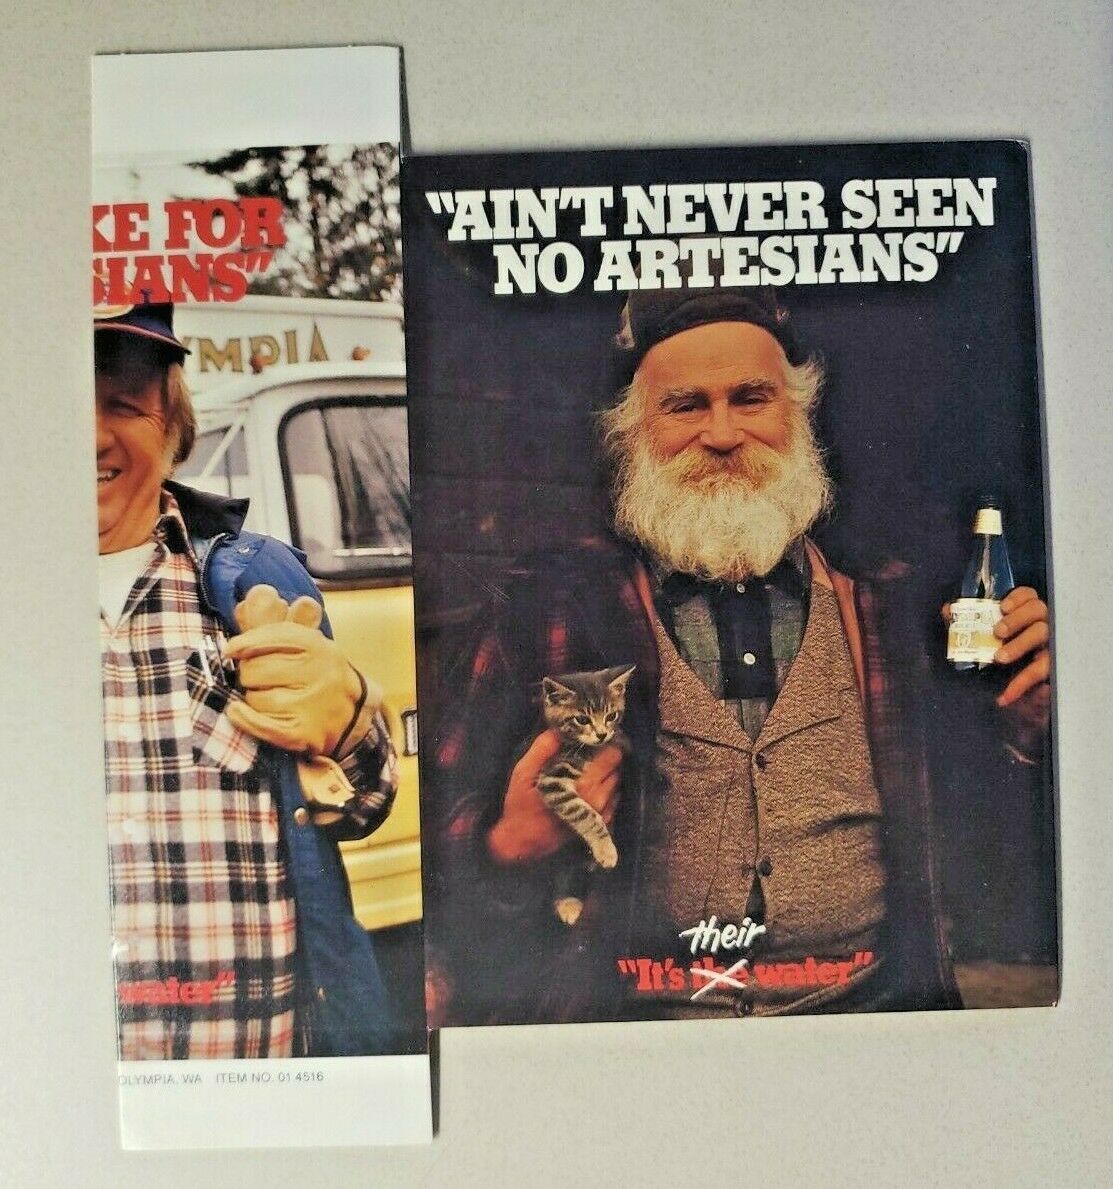 KE FOR
SIANS"
YMPIA
water"
OLYMPIA, WA ITEM NO. 01 4516
"AIN'T NEVER SEEN
NO ARTESIANS"
their
"It's the water"